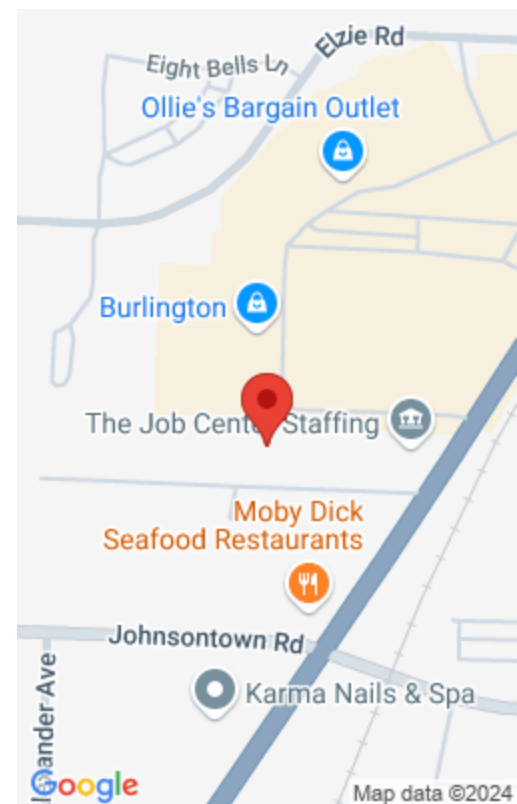 Elzie Rd
Eight Bells Ln
Ollie's Bargain Outlet
Burlington
The Job Center Staffing
Moby Dick
Seafood Restaurants
Johnsontown Rd
Karma Nails & Spa
Google
Map data ©2024